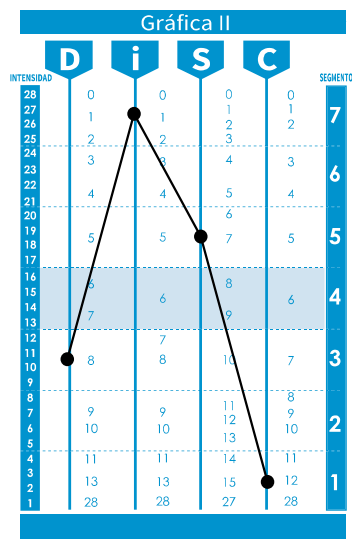 Gráfica II
D i S C
INTENSIDAD SEGMENTO
28 0 0 0 0
27 1 1 1 1 7
26 2 2
25 2 2 3
24 3 3 4 3
23 6
22 4 4 5 4
21
20 6
19 5 5 7 5 5
18
17
16 6 8
15 6 6 4
14 7 9
13
12 7
11 8 8 10 7 3
10
9
8 11 8
7 9 9 12 9 2
6 10 10 13 10
5
4 11 11 14 11
3 13 13 15 12 1
2
1 28 28 27 28